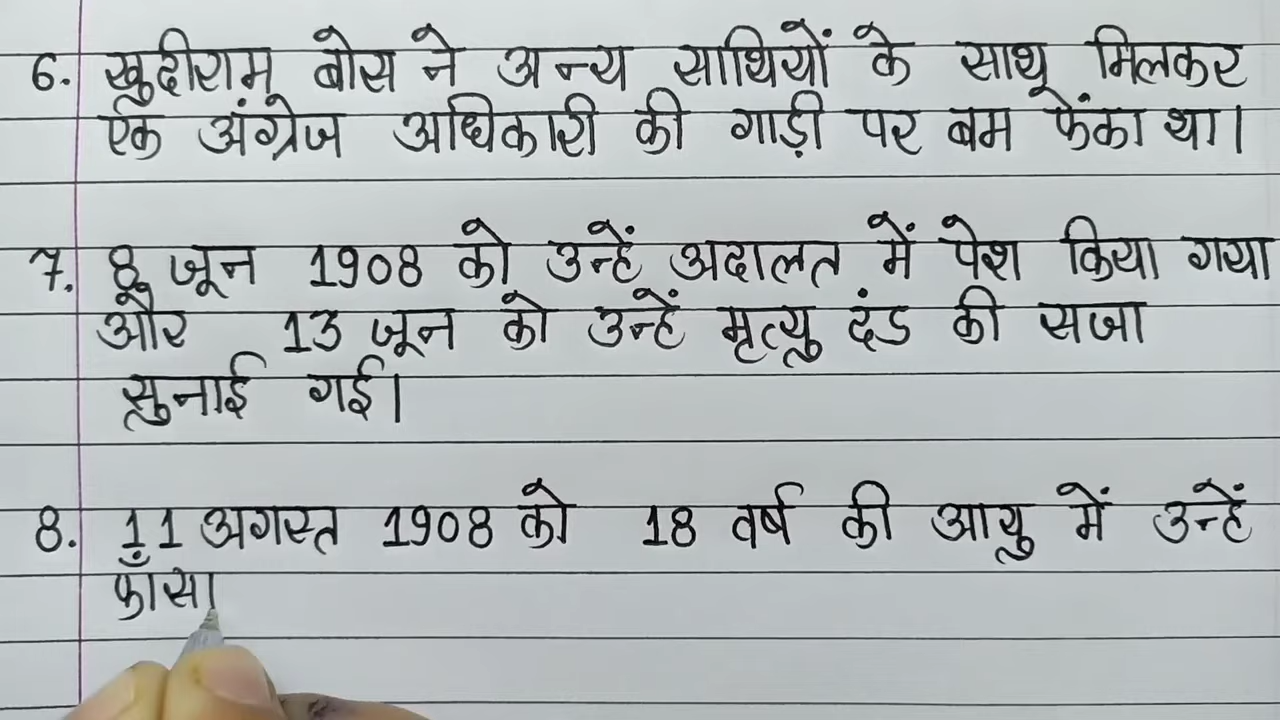 6. खुदीराम बोस ने अन्य साथियों के साथ मिलकर
एक अंग्रेज अधिकारी की गाड़ी पर बम फेंका था।
7. 8 जून 1908 को उन्हें अदालत में पेश किया गया
और 13 जून को उन्हें मृत्यु दंड की सजा
सुनाई गई।
8. 11 अगस्त 1908 को 18 वर्ष की आयु में उन्हें
फाँसा